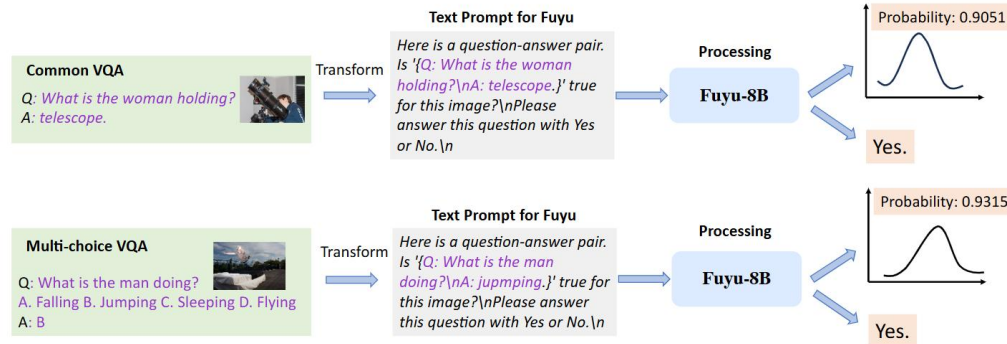 Common VQA
Q: What is the woman holding?
A: telescope.
Transform
Text Prompt for Fuyu
Here is a question-answer pair.
Is '{Q: What is the woman
holding?\nA: telescope.}' true
for this image?\nPlease
answer this question with Yes
or No.\n
Processing
Fuyu-8B
Probability: 0.9051
Yes.
Multi-choice VQA
Q: What is the man doing?
A. Falling B. Jumping C. Sleeping D. Flying
A: B
Transform
Text Prompt for Fuyu
Here is a question-answer pair.
Is '{Q: What is the man
doing?\nA: jupmping.}' true for
this image?\nPlease answer
this question with Yes or No.\n
Processing
Fuyu-8B
Probability: 0.9315
Yes.